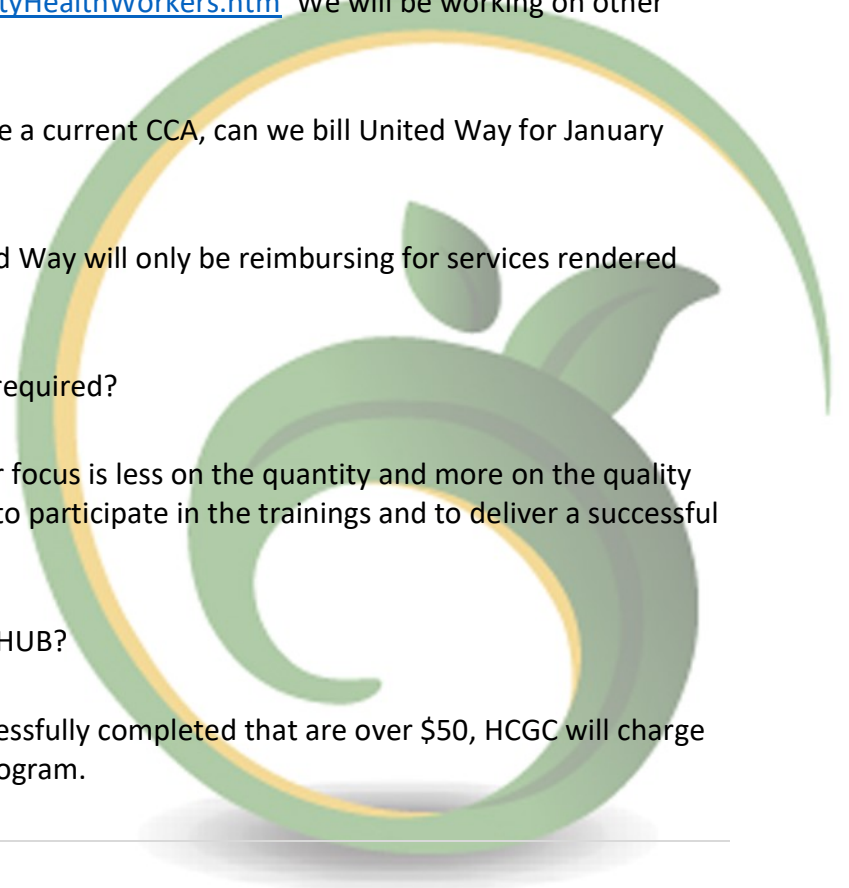 tyHealthWorkers.htm We will be working on other
e a current CCA, can we bill United Way for January
d Way will only be reimbursing for services rendered
required?
r focus is less on the quantity and more on the quality
to participate in the trainings and to deliver a successful
HUB?
essfully completed that are over $50, HCGC will charge
ogram.